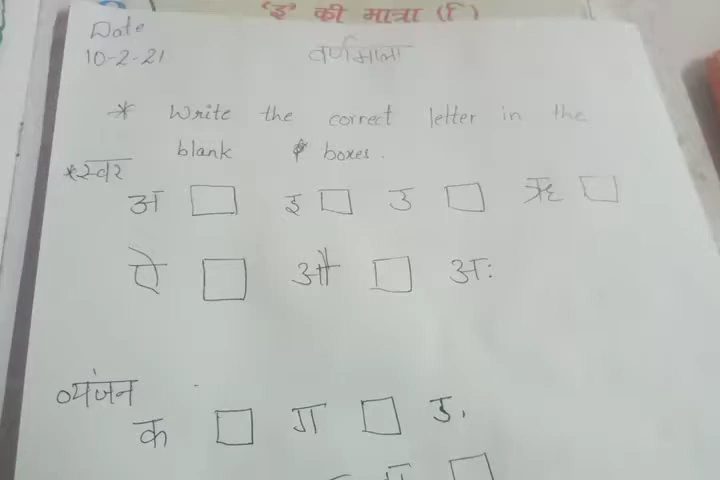 'इ' की मात्रा (ि)
Date
10-2-21
वर्णमाला
* Write the correct letter in the
blank boxes.
*स्वर
अ इ उ ऋ
ऐ औ अः
व्यंजन
क ग ङ